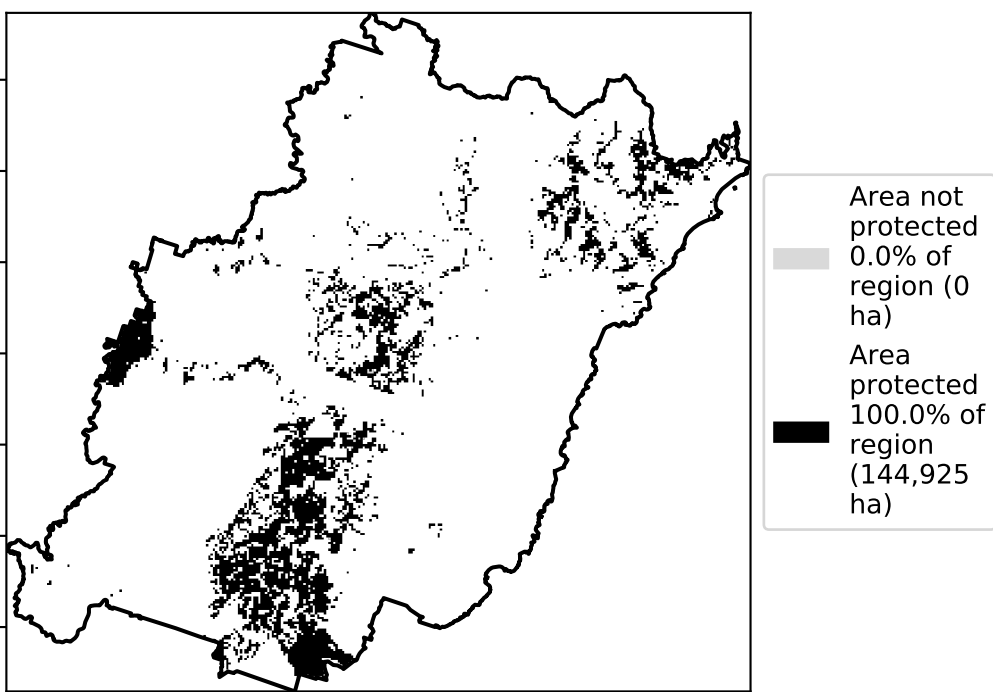 Area not
protected
0.0% of
region (0
ha)
Area
protected
100.0% of
region
(144,925
ha)